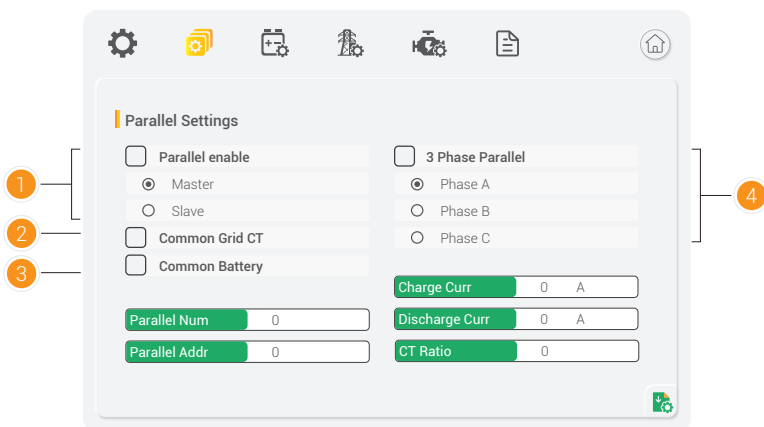 Parallel Settings
Parallel enable
Master
Slave
Common Grid CT
Common Battery
Parallel Num 0
Parallel Addr 0
3 Phase Parallel
Phase A
Phase B
Phase C
Charge Curr 0 A
Discharge Curr 0 A
CT Ratio 0
1
2
3
4